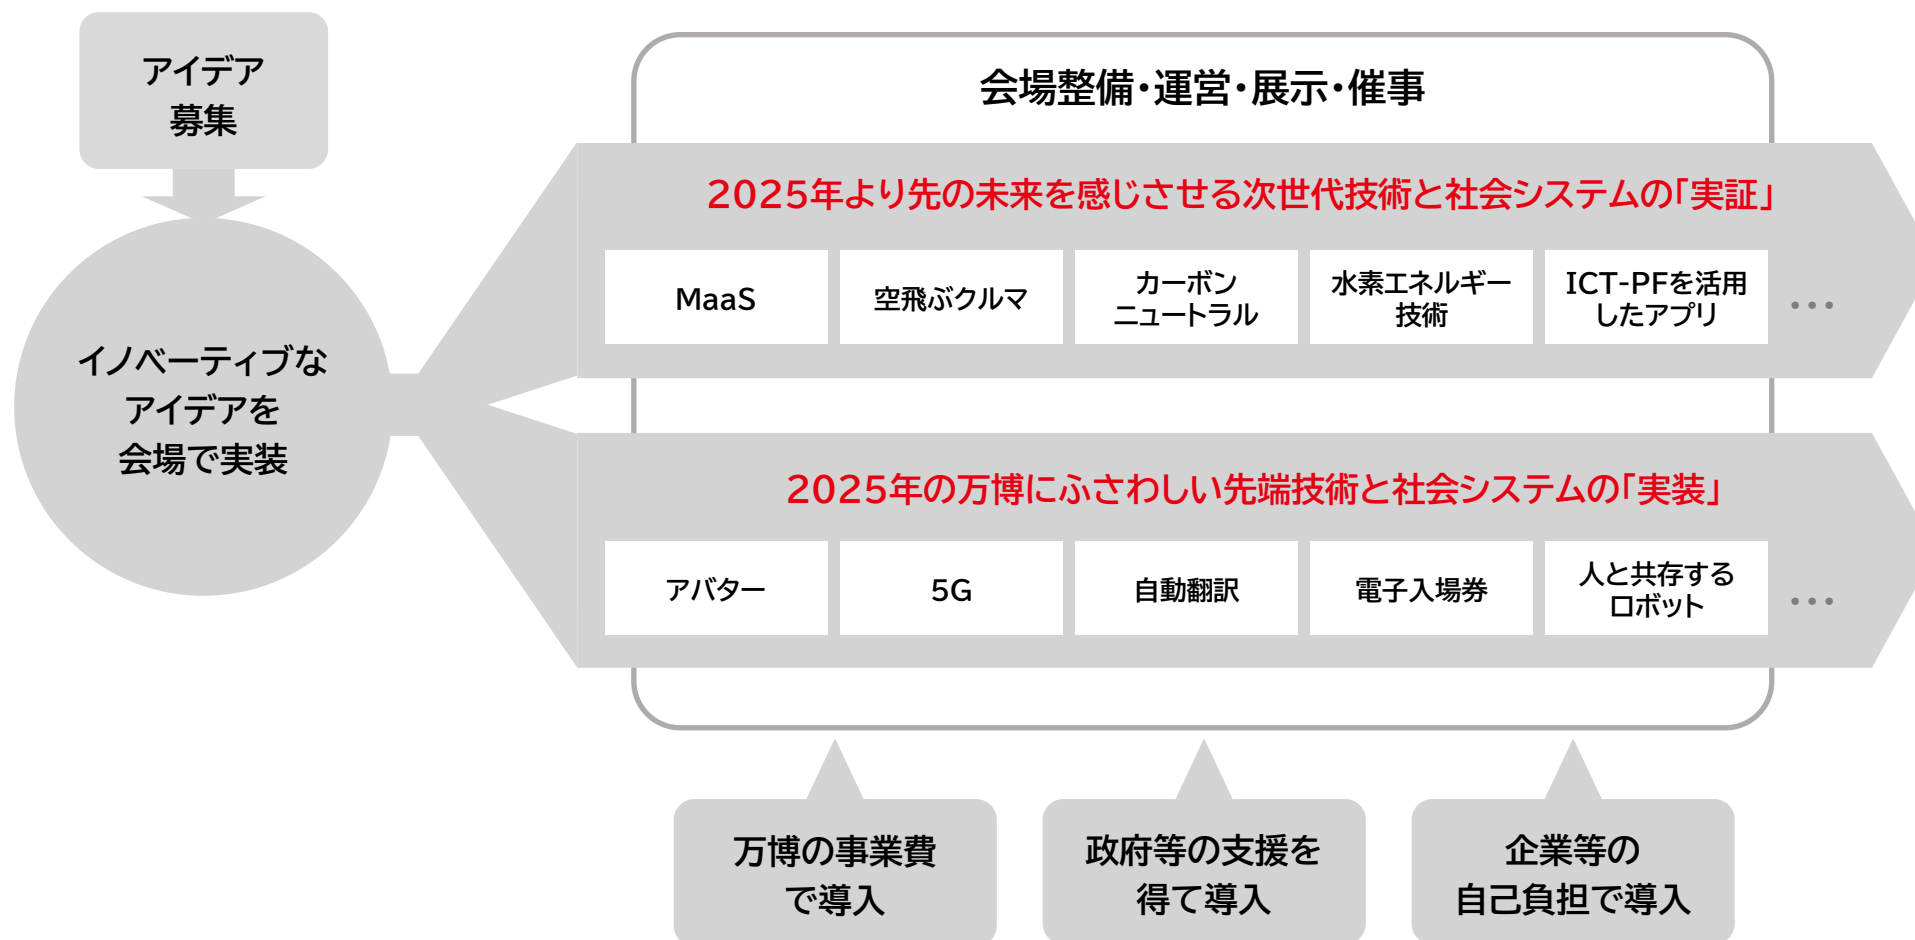 アイデア
募集
イノベーティブな
アイデアを
会場で実装
会場整備・運営・展示・催事
2025年より先の未来を感じさせる次世代技術と社会システムの「実証」
MaaS
空飛ぶクルマ
カーボン
ニュートラル
水素エネルギー
技術
ICT-PFを活用
したアプリ
…
2025年の万博にふさわしい先端技術と社会システムの「実装」
アバター
5G
自動翻訳
電子入場券
人と共存する
ロボット
…
万博の事業費
で導入
政府等の支援を
得て導入
企業等の
自己負担で導入